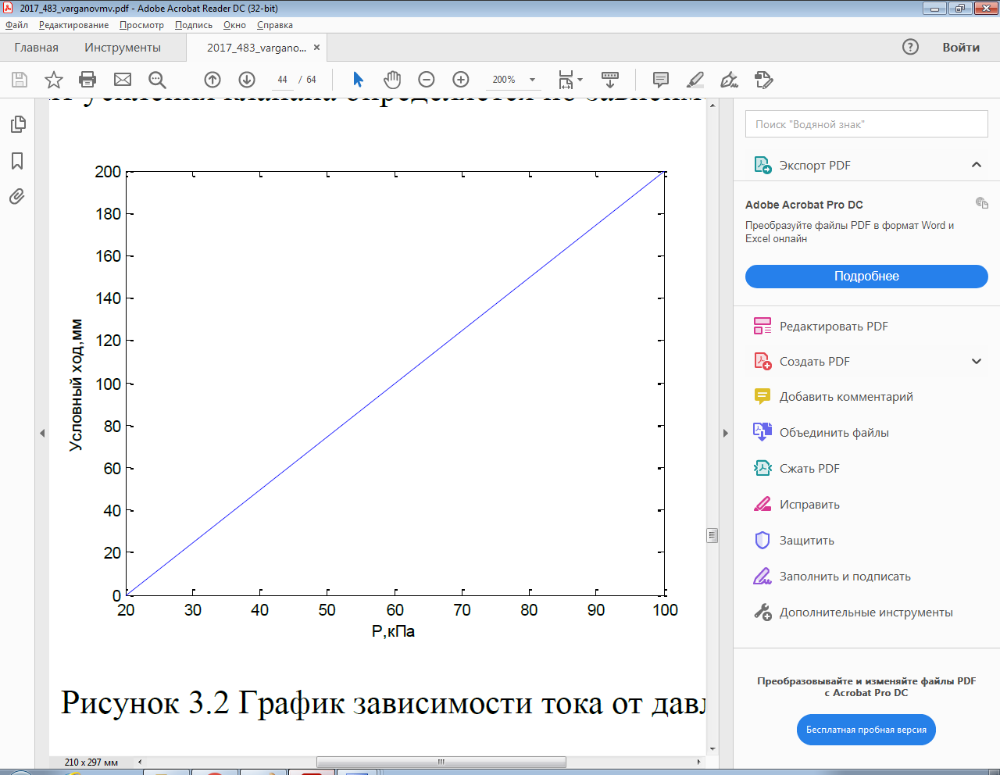 2017_483_varganovmv.pdf - Adobe Acrobat Reader DC (32-bit)
Файл Редактирование Просмотр Подпись Окно Справка
Главная Инструменты 2017_483_vargano... × Войти
44 / 64 200%
усиления клапана определяется по
Поиск "Водяной знак"
Экспорт PDF
Adobe Acrobat Pro DC
Преобразуйте файлы PDF в формат Word и
Excel онлайн
Подробнее
Редактировать PDF
Создать PDF
Добавить комментарий
Объединить файлы
Сжать PDF
Исправить
Защитить
Заполнить и подписать
Дополнительные инструменты
Преобразовывайте и изменяйте файлы PDF
с Acrobat Pro DC
Бесплатная пробная версия
200
180
160
140
120
100
80
60
40
20
0
Условный ход,мм
20 30 40 50 60 70 80 90 100
Р,кПа
Рисунок 3.2 График зависимости тока от
210 x 297 мм